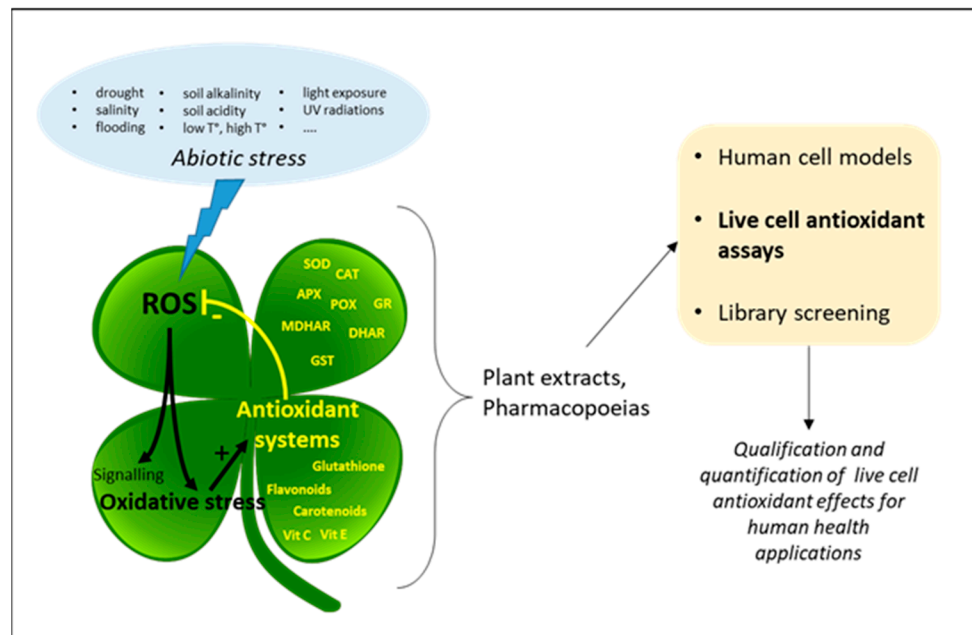 • drought • soil alkalinity • light exposure
• salinity • soil acidity • UV radiations
• flooding • low T°, high T° • ....
Abiotic stress
ROS
-
SOD
CAT
APX
POX
GR
MDHAR
DHAR
GST
Antioxidant
systems
+
Signalling
Oxidative stress
Glutathione
Flavonoids
Carotenoids
Vit C Vit E
Plant extracts,
Pharmacopoeias
• Human cell models
• Live cell antioxidant
assays
• Library screening
Qualification and
quantification of live cell
antioxidant effects for
human health
applications